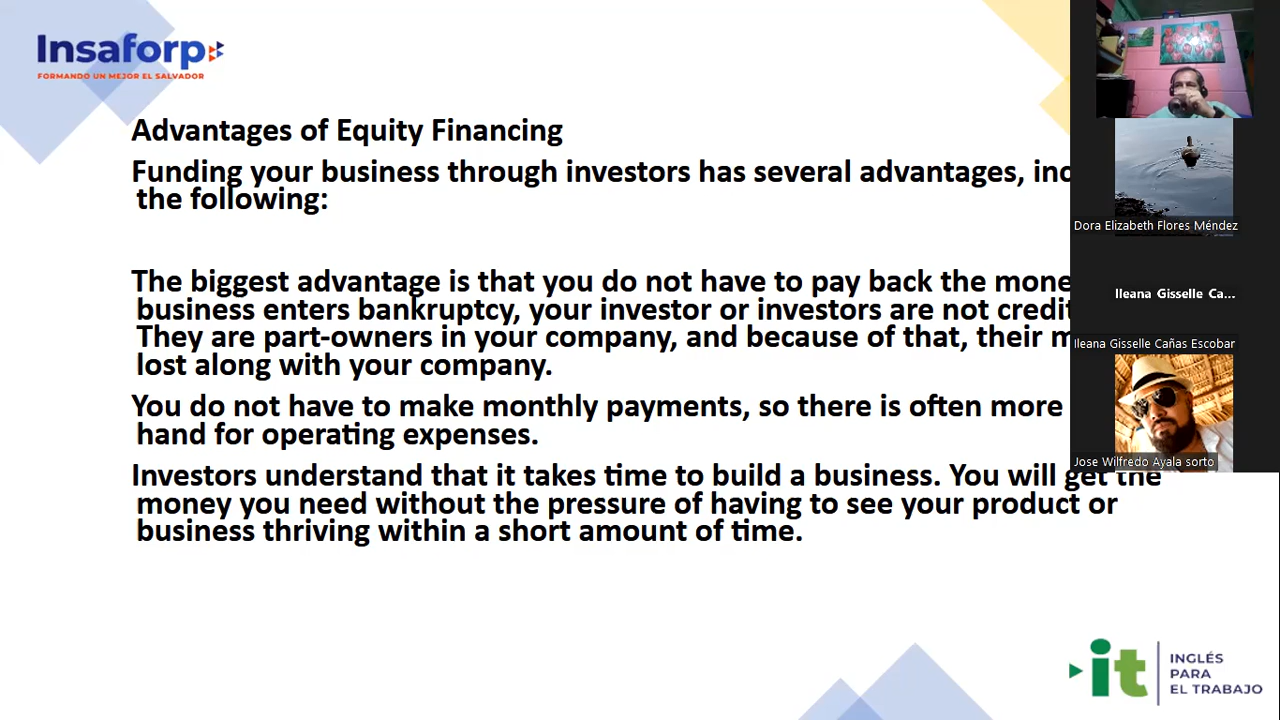 Insaforp
FORMANDO UN MEJOR EL SALVADOR
Advantages of Equity Financing
Funding your business through investors has several advantages,
the following:
The biggest advantage is that you do not have to pay back the
business enters bankruptcy, your investor or investors are not
They are part-owners in your company, and because of that, their
lost along with your company.
You do not have to make monthly payments, so there is often more
hand for operating expenses.
Investors understand that it takes time to build a business. You will get the
money you need without the pressure of having to see your product or
business thriving within a short amount of time.
Dora Elizabeth Flores Méndez
Ileana Gisselle Ca...
Ileana Gisselle Cañas Escobar
Jose Wilfredo Ayala sorto
it
INGLÉS
PARA
EL TRABAJO